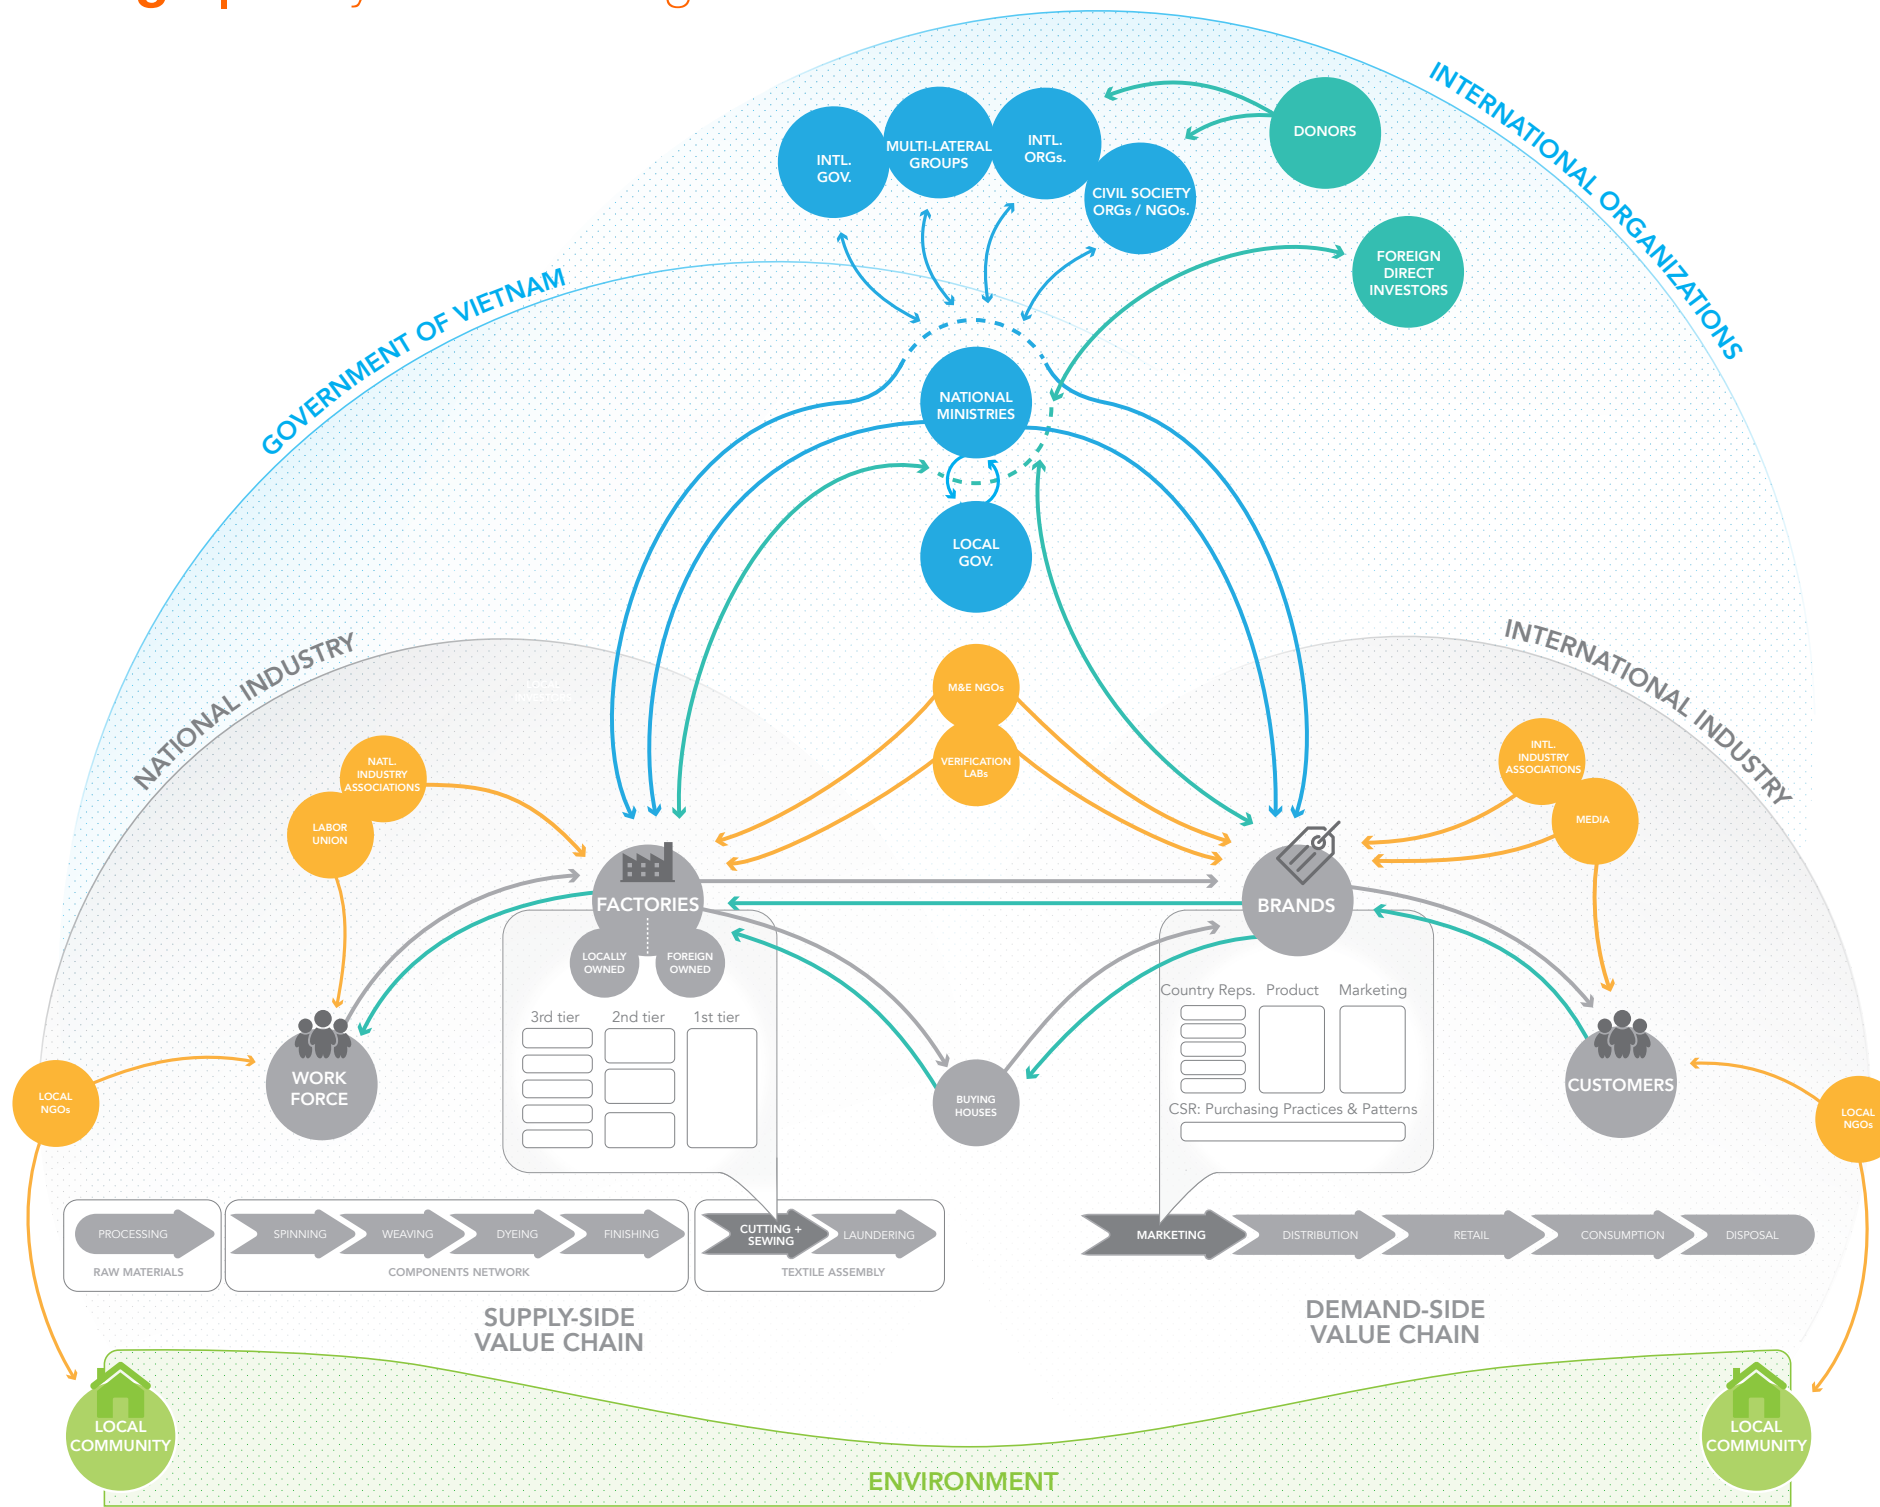 INTERNATIONAL ORGANIZATIONS
DONORS
INTL.
ORGs.
MULTI-LATERAL
GROUPS
INTL.
GOV.
CIVIL SOCIETY
ORGs / NGOs.
FOREIGN
DIRECT
INVESTORS
GOVERNMENT OF VIETNAM
NATIONAL
MINISTRIES
LOCAL
GOV.
NATIONAL INDUSTRY
INTERNATIONAL INDUSTRY
M&E NGOs
VERIFICATION
LABs
NATL.
INDUSTRY
ASSOCIATIONS
LABOR
UNION
INTL.
INDUSTRY
ASSOCIATIONS
MEDIA
FACTORIES
LOCALLY
OWNED
FOREIGN
OWNED
3rd tier
2nd tier
1st tier
BRANDS
Country Reps.
Product
Marketing
CSR: Purchasing Practices & Patterns
WORK
FORCE
LOCAL
NGOs
BUYING
HOUSES
CUSTOMERS
LOCAL
NGOs
PROCESSING
RAW MATERIALS
SPINNING
WEAVING
DYEING
FINISHING
COMPONENTS NETWORK
CUTTING +
SEWING
LAUNDERING
TEXTILE ASSEMBLY
MARKETING
DISTRIBUTION
RETAIL
CONSUMPTION
DISPOSAL
SUPPLY-SIDE
VALUE CHAIN
DEMAND-SIDE
VALUE CHAIN
LOCAL
COMMUNITY
LOCAL
COMMUNITY
ENVIRONMENT